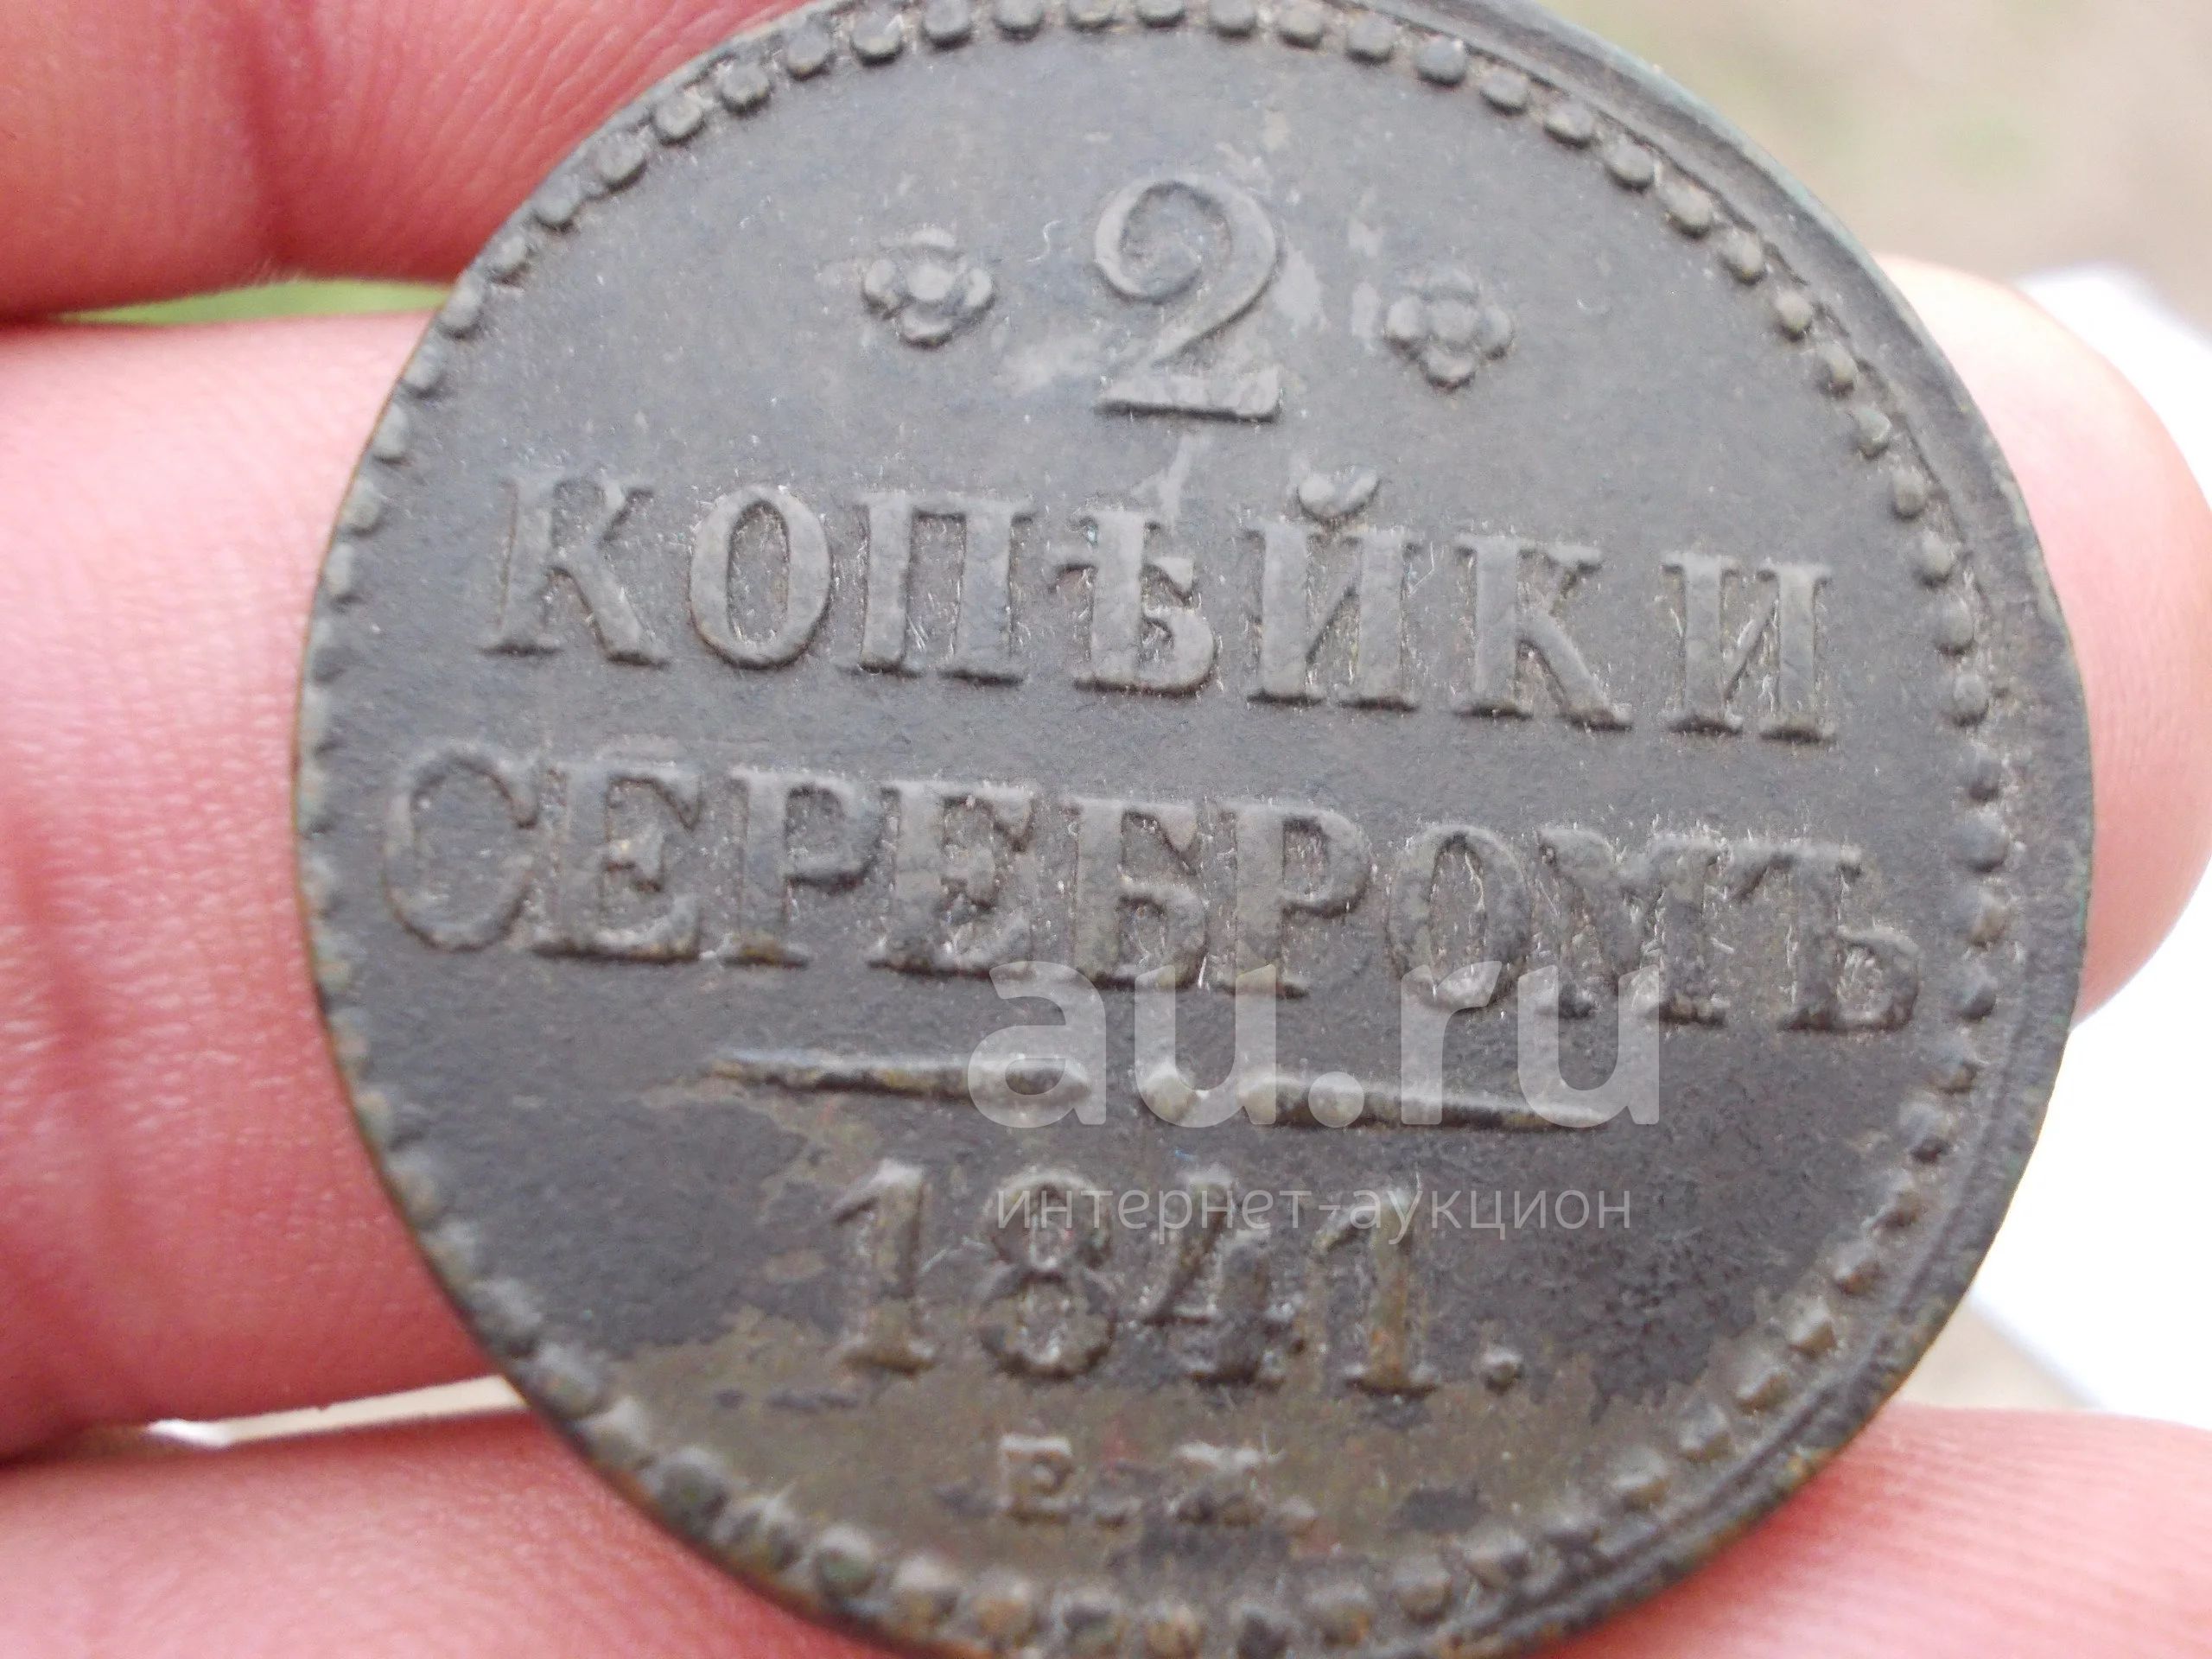 2
КОПѢЙКИ
СЕРЕБРОМЪ
au.ru
интернет-аукцион
1841.
Е. М.